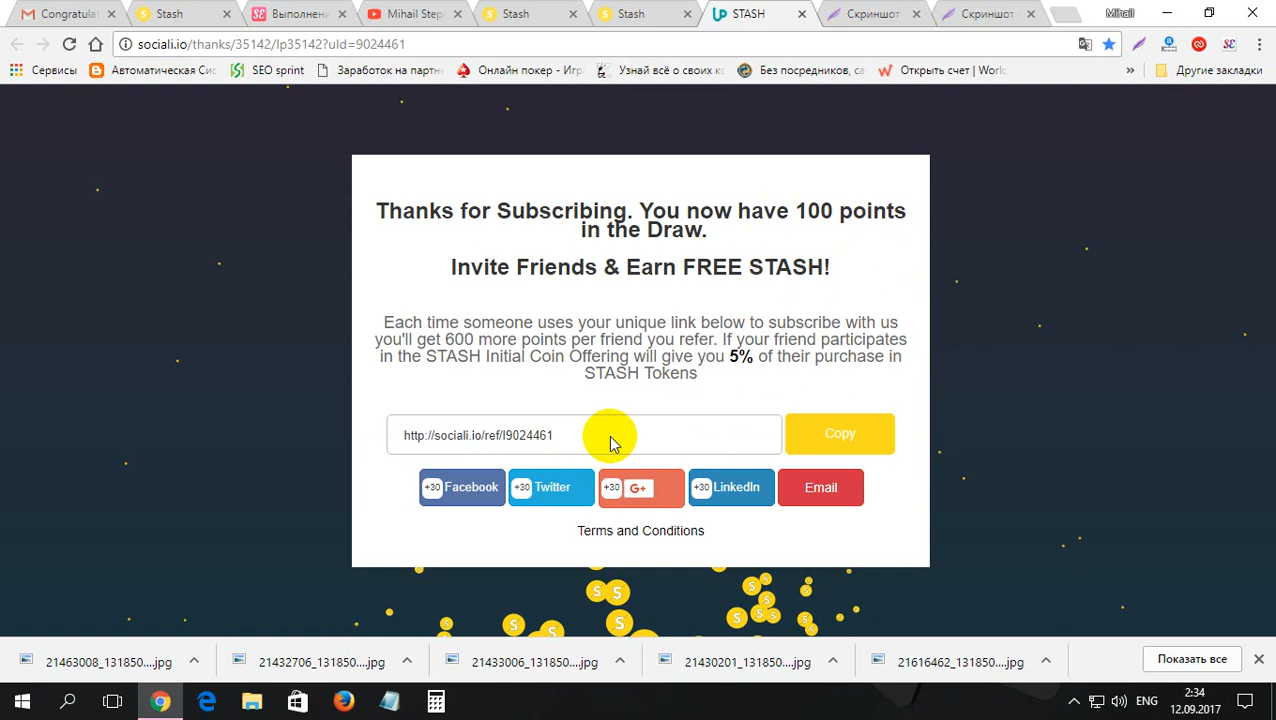 Congratulat
Stash
Выполнени
Mihail Step
Stash
Stash
STASH
Скриншот
Скриншот
Mihail
sociali.io/thanks/35142/lp35142?uId=9024461
Сервисы
Автоматическая Сис
SEO sprint
Заработок на партн
Онлайн покер - Игр
Узнай всё о своих к
Без посредников, са
Открыть счет | World
Другие закладки
Thanks for Subscribing. You now have 100 points
in the Draw.
Invite Friends & Earn FREE STASH!
Each time someone uses your unique link below to subscribe with us
you'll get 600 more points per friend you refer. If your friend participates
in the STASH Initial Coin Offering will give you 5% of their purchase in
STASH Tokens
http://sociali.io/ref/I9024461
Copy
+30 Facebook
+30 Twitter
+30 G+
+30 LinkedIn
Email
Terms and Conditions
21463008_131850....jpg
21432706_131850....jpg
21433006_131850....jpg
21430201_131850....jpg
21616462_131850....jpg
Показать все
ENG
2:34
12.09.2017